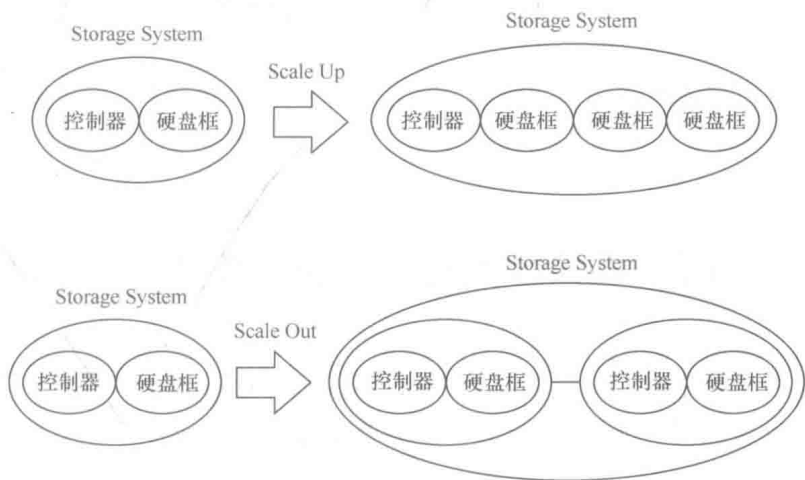 Storage System
Storage System
Scale Up
控制器 硬盘框
控制器 硬盘框 硬盘框 硬盘框
Storage System
Storage System
Scale Out
控制器 硬盘框
控制器 硬盘框 控制器 硬盘框